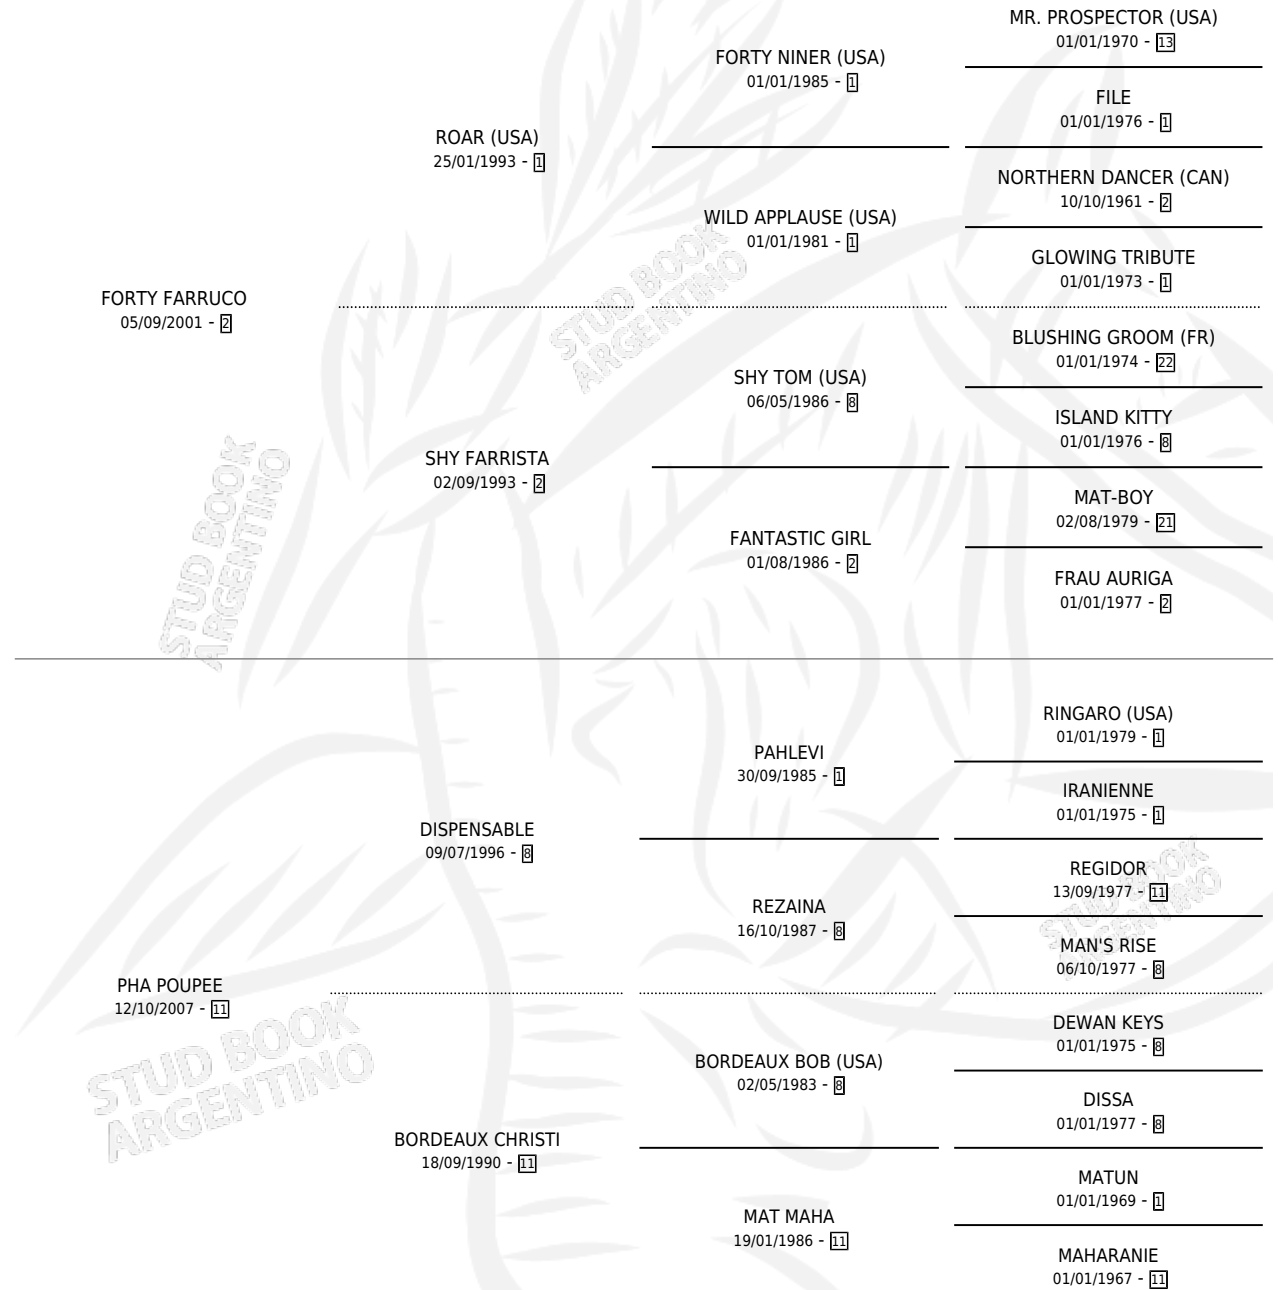 MR. PROSPECTOR (USA)
01/01/1970 - 13
FORTY NINER (USA)
01/01/1985 - 1
FILE
01/01/1976 - 1
ROAR (USA)
25/01/1993 - 1
NORTHERN DANCER (CAN)
10/10/1961 - 2
WILD APPLAUSE (USA)
01/01/1981 - 1
GLOWING TRIBUTE
01/01/1973 - 1
FORTY FARRUCO
05/09/2001 - 2
STUD BOOK
ARGENTINO
BLUSHING GROOM (FR)
01/01/1974 - 22
SHY TOM (USA)
06/05/1986 - 8
ISLAND KITTY
01/01/1976 - 8
SHY FARRISTA
02/09/1993 - 2
MAT-BOY
02/08/1979 - 21
FANTASTIC GIRL
01/08/1986 - 2
FRAU AURIGA
01/01/1977 - 2
STUD BOOK
ARGENTINO
RINGARO (USA)
01/01/1979 - 1
PAHLEVI
30/09/1985 - 1
IRANIENNE
01/01/1975 - 1
DISPENSABLE
09/07/1996 - 8
REGIDOR
13/09/1977 - 11
REZAINA
16/10/1987 - 8
MAN'S RISE
06/10/1977 - 8
STUD BOOK
ARGENTINO
PHA POUPEE
12/10/2007 - 11
DEWAN KEYS
01/01/1975 - 8
BORDEAUX BOB (USA)
02/05/1983 - 8
DISSA
01/01/1977 - 8
STUD BOOK
ARGENTINO
BORDEAUX CHRISTI
18/09/1990 - 11
MATUN
01/01/1969 - 1
MAT MAHA
19/01/1986 - 11
MAHARANIE
01/01/1967 - 11